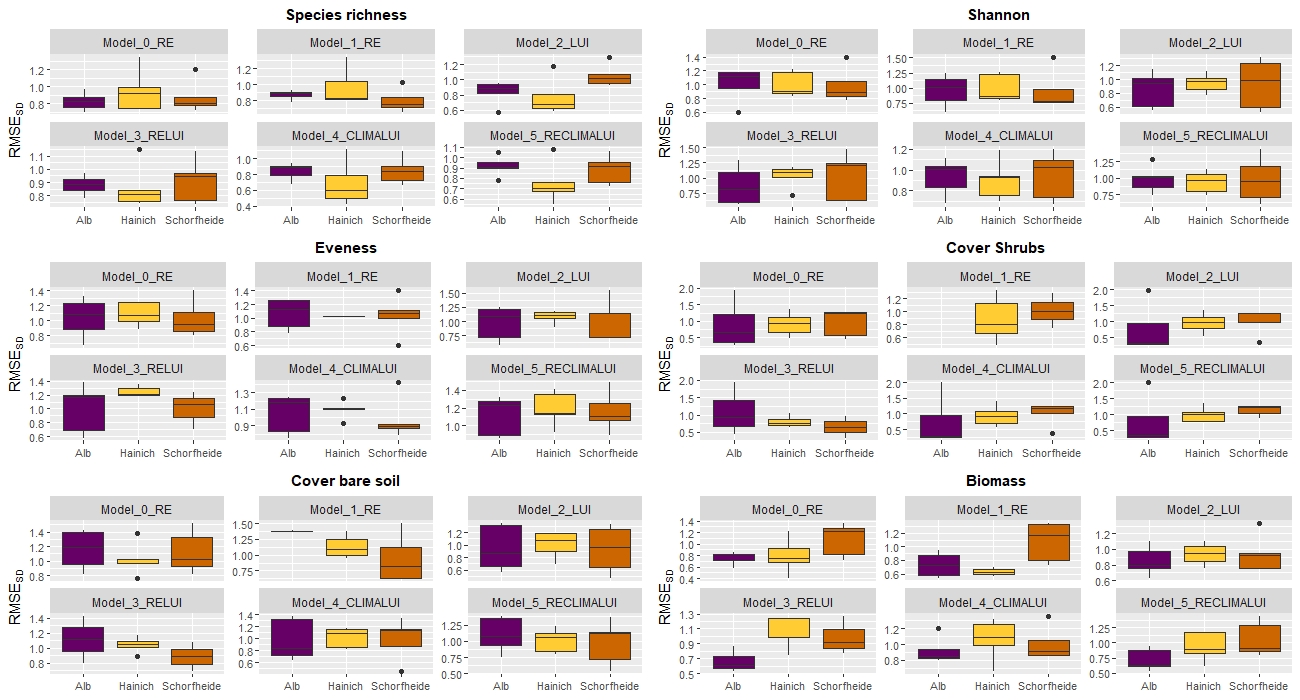 Species richness
Model_0_RE
Model_1_RE
Model_2_LUI
1.2
1.0
0.8
1.2
1.0
0.8
1.2
1.0
0.8
0.6
RMSE_SD
Model_3_RELUI
Model_4_CLIMALUI
Model_5_RECLIMALUI
1.1
1.0
0.9
0.8
1.0
0.8
0.6
0.4
1.1
1.0
0.9
0.8
0.7
0.6
Alb Hainich Schorfheide
Alb Hainich Schorfheide
Alb Hainich Schorfheide
Shannon
Model_0_RE
Model_1_RE
Model_2_LUI
1.4
1.2
1.0
0.8
0.6
1.50
1.25
1.00
0.75
1.2
1.0
0.8
0.6
RMSE_SD
Model_3_RELUI
Model_4_CLIMALUI
Model_5_RECLIMALUI
1.50
1.25
1.00
0.75
1.2
1.0
0.8
1.25
1.00
0.75
Alb Hainich Schorfheide
Alb Hainich Schorfheide
Alb Hainich Schorfheide
Eveness
Model_0_RE
Model_1_RE
Model_2_LUI
1.4
1.2
1.0
0.8
1.4
1.2
1.0
0.8
0.6
1.50
1.25
1.00
0.75
RMSE_SD
Model_3_RELUI
Model_4_CLIMALUI
Model_5_RECLIMALUI
1.4
1.2
1.0
0.8
0.6
1.3
1.1
0.9
1.4
1.2
1.0
Alb Hainich Schorfheide
Alb Hainich Schorfheide
Alb Hainich Schorfheide
Cover Shrubs
Model_0_RE
Model_1_RE
Model_2_LUI
2.0
1.5
1.0
0.5
1.2
1.0
0.8
0.6
2.0
1.5
1.0
0.5
RMSE_SD
Model_3_RELUI
Model_4_CLIMALUI
Model_5_RECLIMALUI
2.0
1.5
1.0
0.5
2.0
1.5
1.0
0.5
2.0
1.5
1.0
0.5
Alb Hainich Schorfheide
Alb Hainich Schorfheide
Alb Hainich Schorfheide
Cover bare soil
Model_0_RE
Model_1_RE
Model_2_LUI
1.4
1.2
1.0
0.8
1.50
1.25
1.00
0.75
1.2
1.0
0.8
0.6
RMSE_SD
Model_3_RELUI
Model_4_CLIMALUI
Model_5_RECLIMALUI
1.4
1.2
1.0
0.8
1.4
1.2
1.0
0.8
0.6
1.25
1.00
0.75
0.50
Alb Hainich Schorfheide
Alb Hainich Schorfheide
Alb Hainich Schorfheide
Biomass
Model_0_RE
Model_1_RE
Model_2_LUI
1.4
1.2
1.0
0.8
0.6
0.4
1.2
1.0
0.8
0.6
1.2
1.0
0.8
0.6
RMSE_SD
Model_3_RELUI
Model_4_CLIMALUI
Model_5_RECLIMALUI
1.3
1.1
0.9
0.7
0.5
1.2
1.0
0.8
1.25
1.00
0.75
0.50
Alb Hainich Schorfheide
Alb Hainich Schorfheide
Alb Hainich Schorfheide